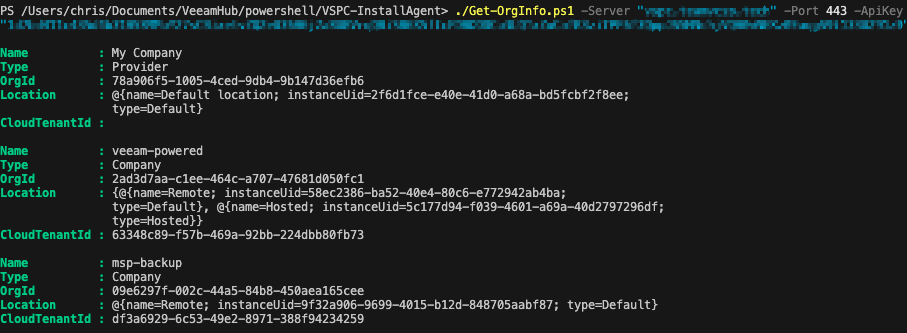 PS /Users/chris/Documents/VeeamHub/powershell/VSPC-InstallAgent> ./Get-OrgInfo.ps1 -Server " " -Port 443 -ApiKey
Name : My Company
Type : Provider
OrgId : 78a906f5-1005-4ced-9db4-9b147d36efb6
Location : @{name=Default location; instanceUid=2f6d1fce-e40e-41d0-a68a-bd5fcbf2f8ee;
type=Default}
CloudTenantId :
Name : veeam-powered
Type : Company
OrgId : 2ad3d7aa-c1ee-464c-a707-47681d050fc1
Location : {@{name=Remote; instanceUid=58ec2386-ba52-40e4-80c6-e772942ab4ba;
type=Default}, @{name=Hosted; instanceUid=5c177d94-f039-4601-a69a-40d2797296df;
type=Hosted}}
CloudTenantId : 63348c89-f57b-469a-92bb-224dbb80fb73
Name : msp-backup
Type : Company
OrgId : 09e6297f-002c-44a5-84b8-450aea165cee
Location : @{name=Remote; instanceUid=9f32a906-9699-4015-b12d-848705aabf87; type=Default}
CloudTenantId : df3a6929-6c53-49e2-8971-388f94234259